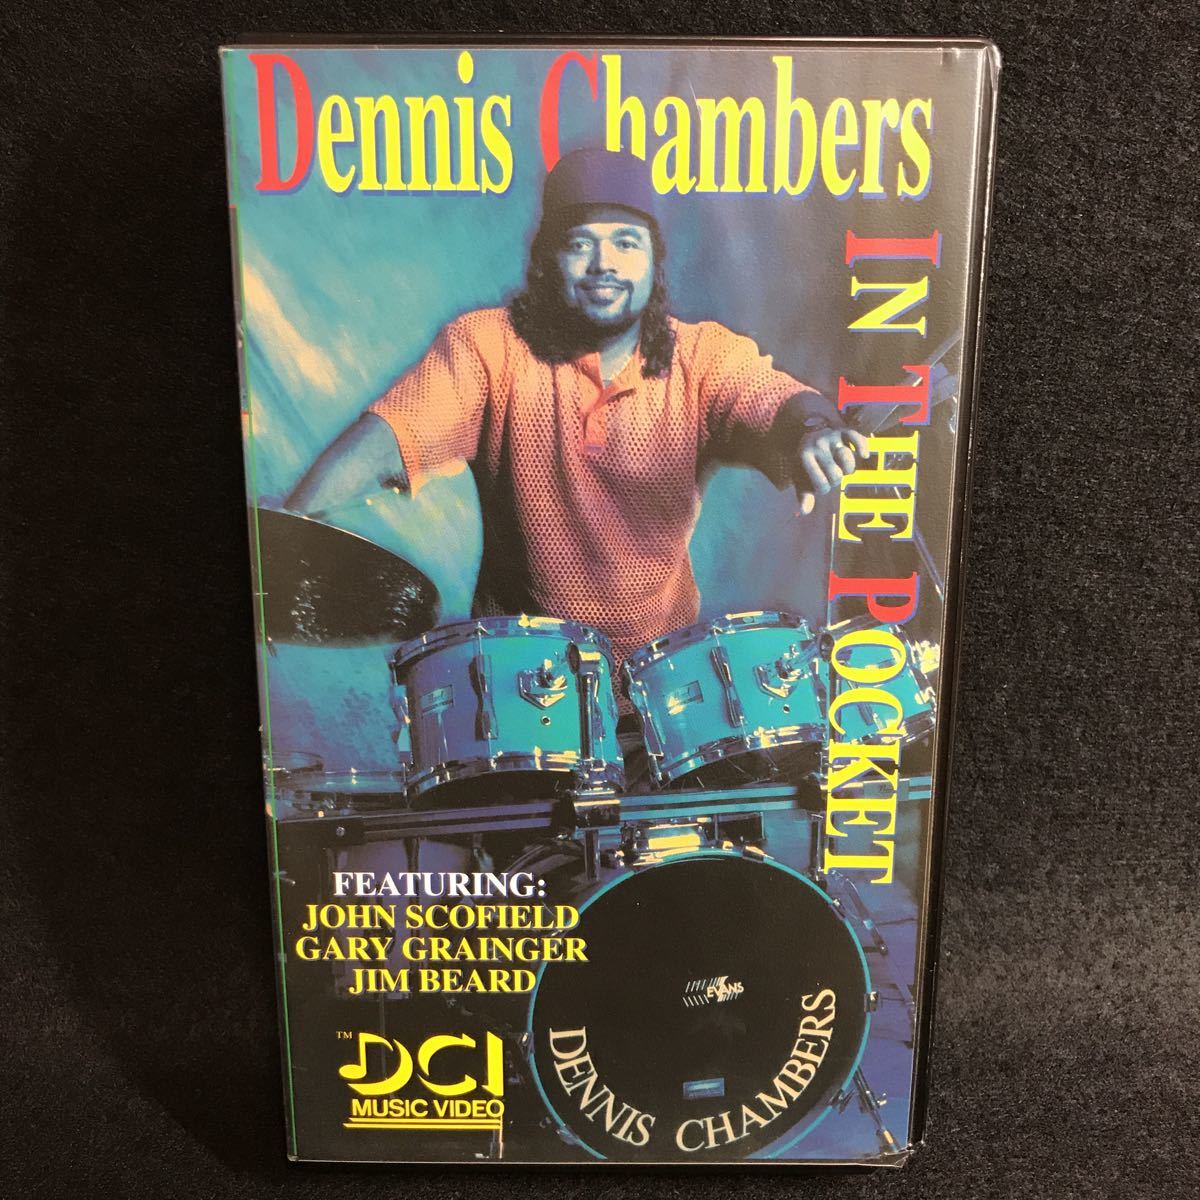 Dennis Chambers
IN THE POCKET
FEATURING:
JOHN SCOFIELD
GARY GRAINGER
JIM BEARD
TM
DCI
MUSIC VIDEO
EVANS
DENNIS CHAMBERS